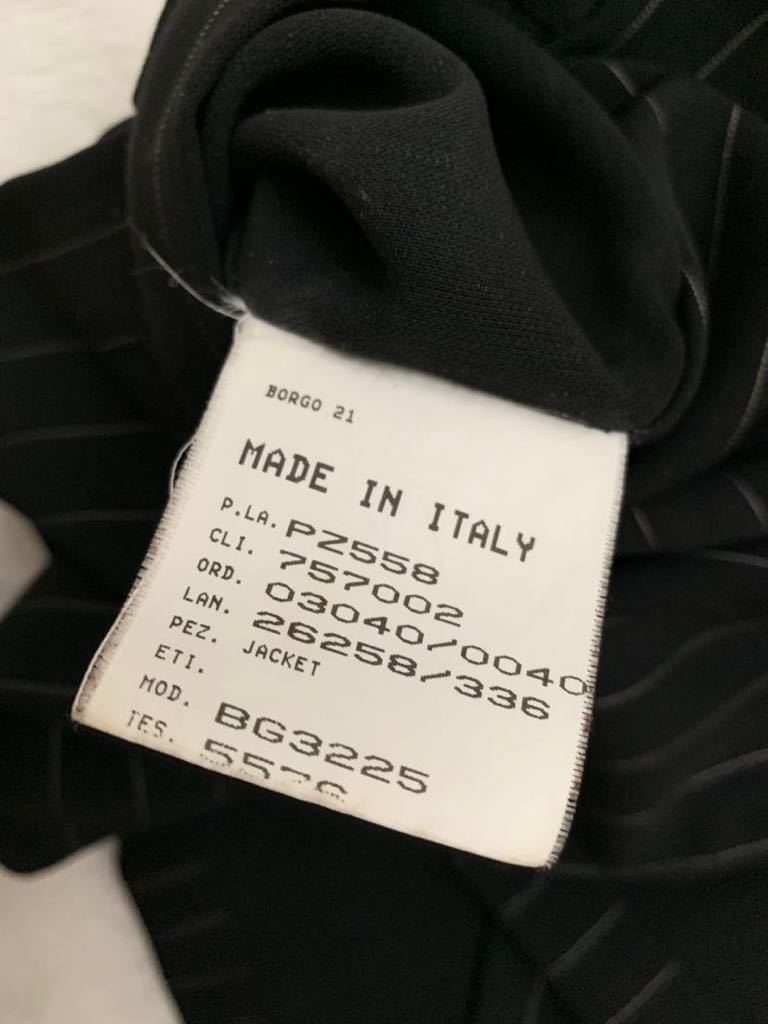 BORGO 21
MADE IN ITALY
P.LA. PZ558
CLI. 757002
ORD. 03040/0040
LAN. 26258/336
PEZ. JACKET
ETI.
MOD. BG3225
TES.